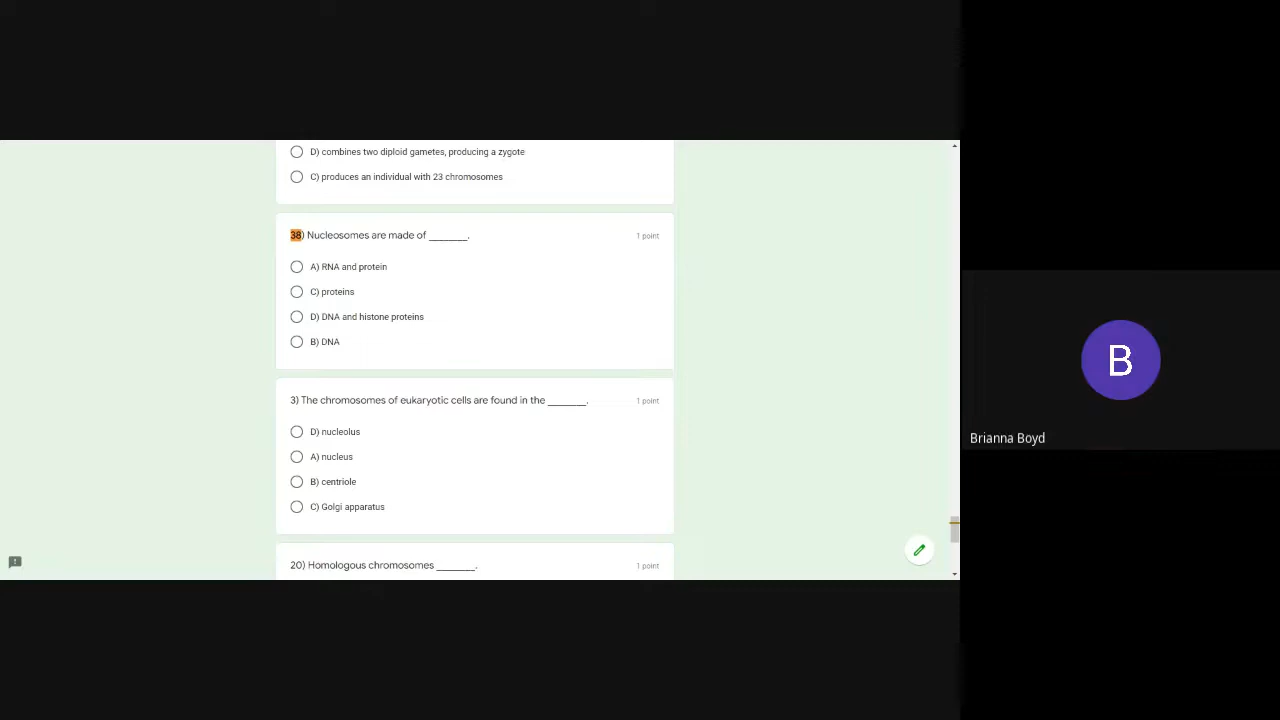 D) combines two diploid gametes, producing a zygote
C) produces an individual with 23 chromosomes
38) Nucleosomes are made of _______. 1 point
A) RNA and protein
C) proteins
D) DNA and histone proteins
B) DNA
3) The chromosomes of eukaryotic cells are found in the _______. 1 point
D) nucleolus
A) nucleus
B) centriole
C) Golgi apparatus
20) Homologous chromosomes _______. 1 point
B
Brianna Boyd